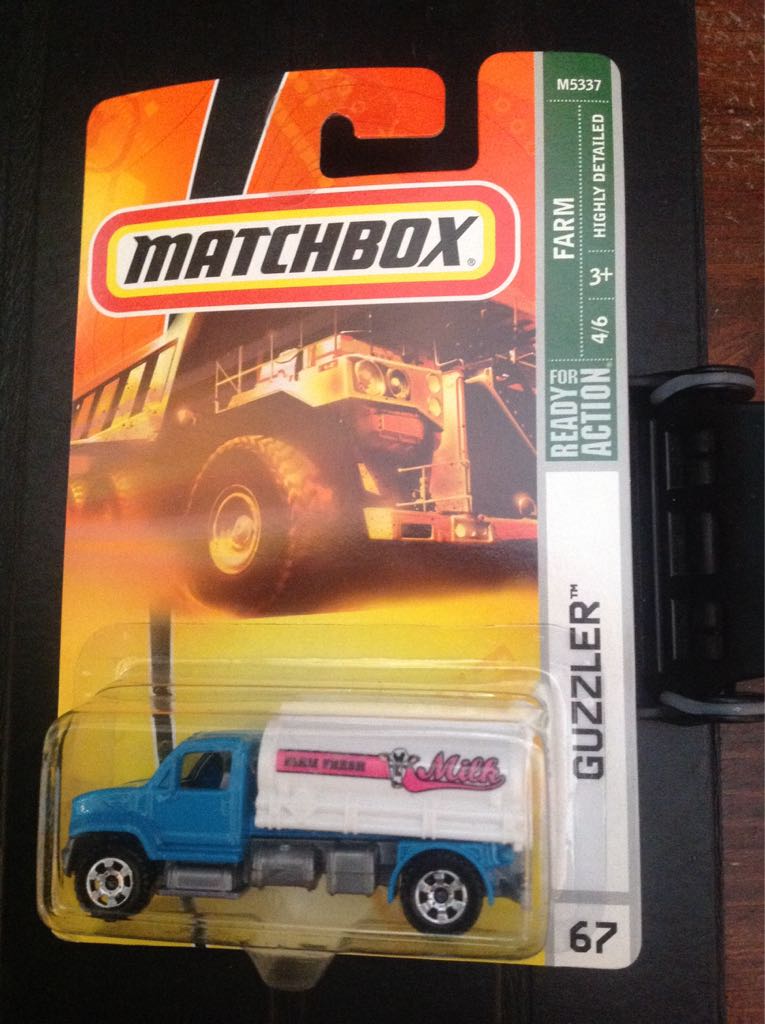 M5337
MATCHBOX®
FARM
HIGHLY DETAILED
4/6
3+
READY FOR ACTION®
GUZZLER™
FARM FRESH Milk
67